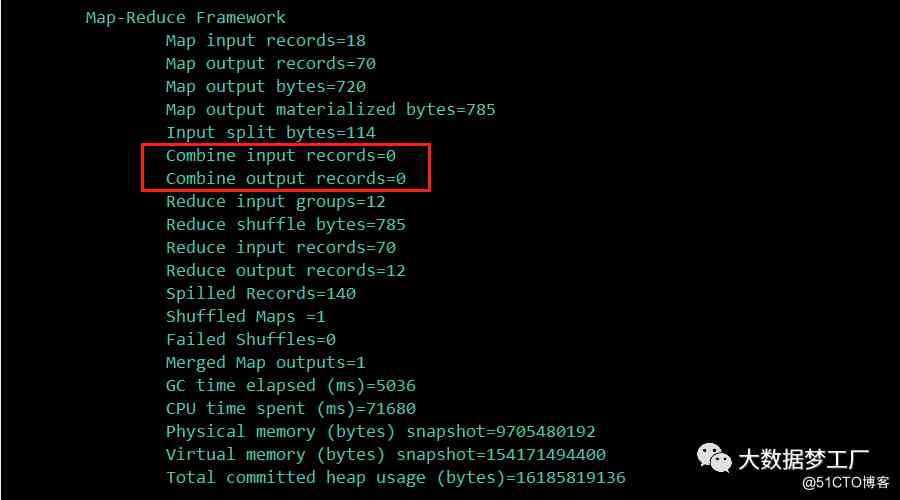 Map-Reduce Framework
Map input records=18
Map output records=70
Map output bytes=720
Map output materialized bytes=785
Input split bytes=114
Combine input records=0
Combine output records=0
Reduce input groups=12
Reduce shuffle bytes=785
Reduce input records=70
Reduce output records=12
Spilled Records=140
Shuffled Maps =1
Failed Shuffles=0
Merged Map outputs=1
GC time elapsed (ms)=5036
CPU time spent (ms)=71680
Physical memory (bytes) snapshot=9705480192
Virtual memory (bytes) snapshot=154171494400
Total committed heap usage (bytes)=16185819136
大数据梦工厂
@51CTO博客